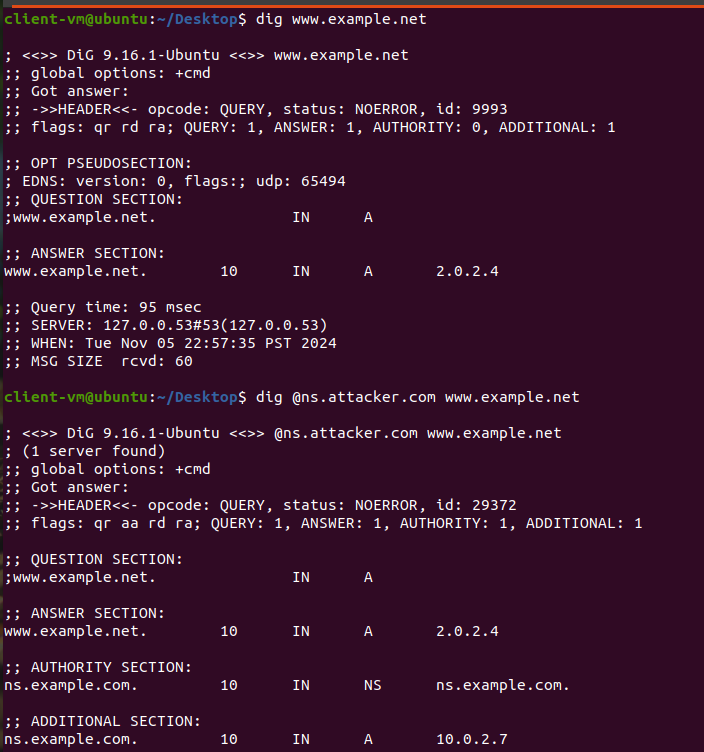 client-vm@ubuntu:~/Desktop$ dig www.example.net
; <<>> DiG 9.16.1-Ubuntu <<>> www.example.net
;; global options: +cmd
;; Got answer:
;; ->>HEADER<<- opcode: QUERY, status: NOERROR, id: 9993
;; flags: qr rd ra; QUERY: 1, ANSWER: 1, AUTHORITY: 0, ADDITIONAL: 1
;; OPT PSEUDOSECTION:
; EDNS: version: 0, flags:; udp: 65494
;; QUESTION SECTION:
;www.example.net. IN A
;; ANSWER SECTION:
www.example.net. 10 IN A 2.0.2.4
;; Query time: 95 msec
;; SERVER: 127.0.0.53#53(127.0.0.53)
;; WHEN: Tue Nov 05 22:57:35 PST 2024
;; MSG SIZE rcvd: 60
client-vm@ubuntu:~/Desktop$ dig @ns.attacker.com www.example.net
; <<>> DiG 9.16.1-Ubuntu <<>> @ns.attacker.com www.example.net
; (1 server found)
;; global options: +cmd
;; Got answer:
;; ->>HEADER<<- opcode: QUERY, status: NOERROR, id: 29372
;; flags: qr aa rd ra; QUERY: 1, ANSWER: 1, AUTHORITY: 1, ADDITIONAL: 1
;; QUESTION SECTION:
;www.example.net. IN A
;; ANSWER SECTION:
www.example.net. 10 IN A 2.0.2.4
;; AUTHORITY SECTION:
ns.example.com. 10 IN NS ns.example.com.
;; ADDITIONAL SECTION:
ns.example.com. 10 IN A 10.0.2.7